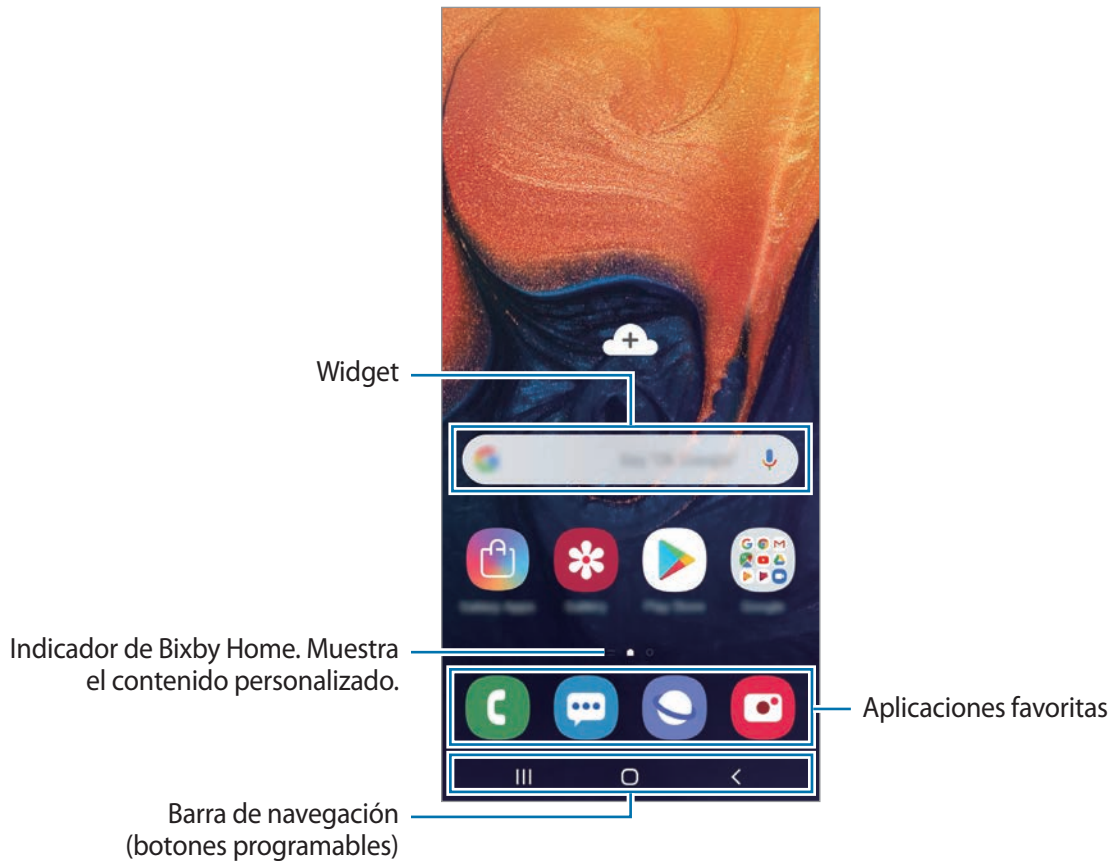 Widget
Indicador de Bixby Home. Muestra
el contenido personalizado.
Aplicaciones favoritas
Barra de navegación
(botones programables)